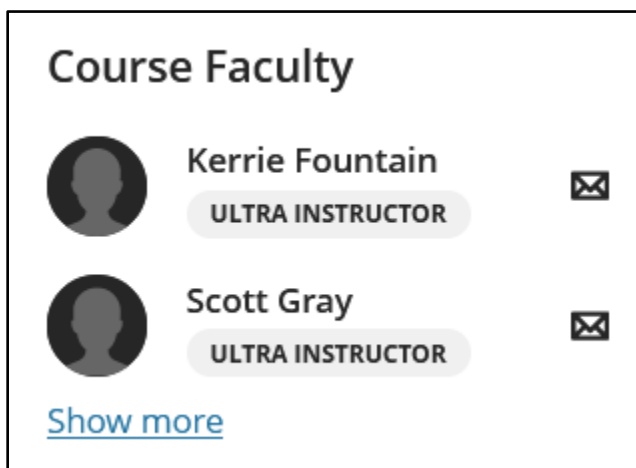 Course Faculty
Kerrie Fountain
ULTRA INSTRUCTOR
Scott Gray
ULTRA INSTRUCTOR
Show more